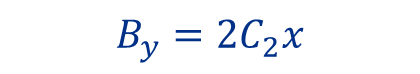 B_y = 2C_2x